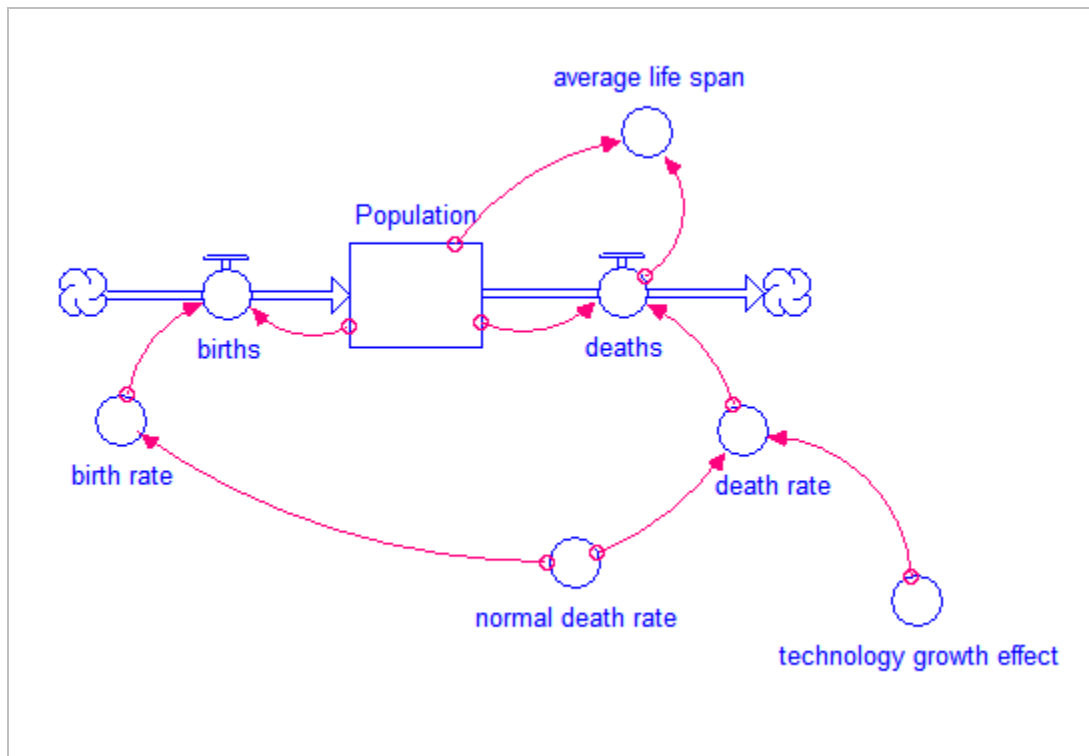 average life span
Population
births
deaths
birth rate
death rate
normal death rate
technology growth effect